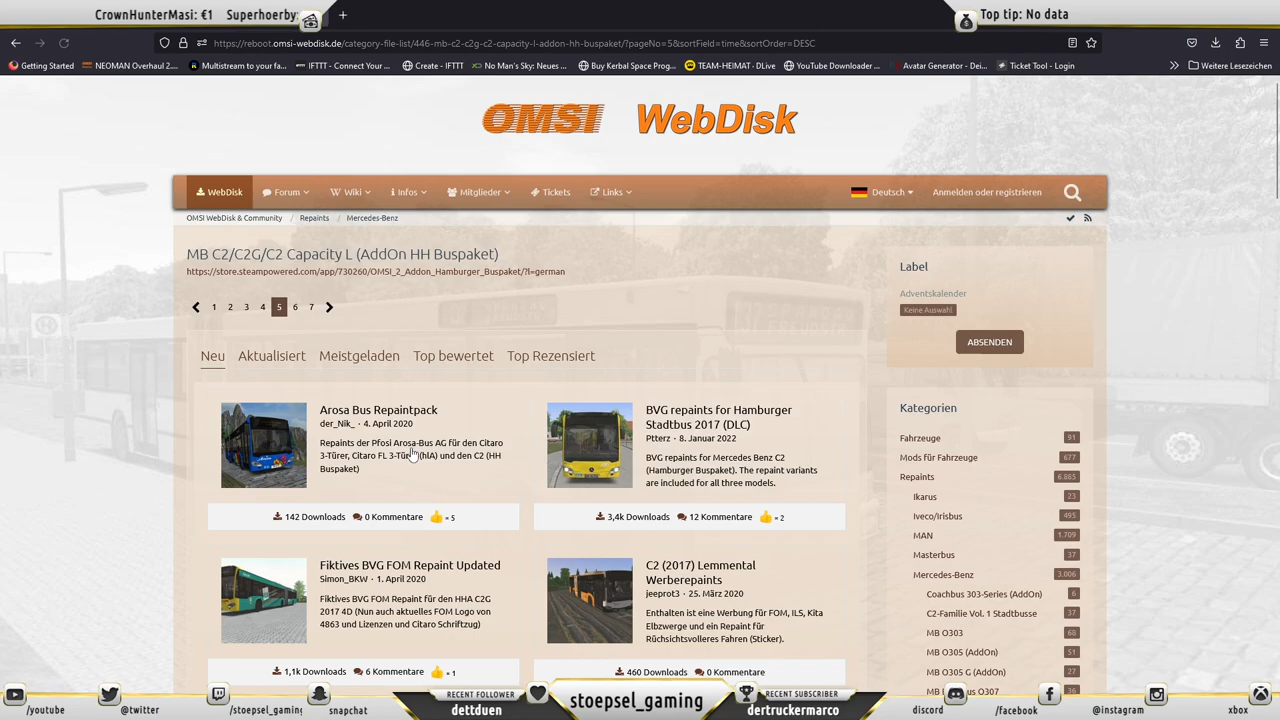 CrownHunterMasi: €1 Superhoerby:
Top tip: No data
https://reboot.omsi-webdisk.de/category-file-list/446-mb-c2-c2g-c2-capacity-l-addon-hh-buspaket/?pageNo=5&sortField=time&sortOrder=DESC
Getting Started NEOMAN Overhaul 2.... Multistream to your fa... IFTTT - Connect Your ... Create - IFTTT No Man's Sky: Neues ... Buy Kerbal Space Prog... TEAM-HEIMAT · DLive YouTube Downloader ... Avatar Generator - Dei... Ticket Tool - Login Weitere Lesezeichen
OMSI WebDisk
WebDisk Forum Wiki Infos Mitglieder Tickets Links Deutsch Anmelden oder registrieren
OMSI WebDisk & Community / Repaints / Mercedes-Benz
MB C2/C2G/C2 Capacity L (AddOn HH Buspaket)
https://store.steampowered.com/app/730260/OMSI_2_Addon_Hamburger_Buspaket/?l=german
1 2 3 4 5 6 7
Neu Aktualisiert Meistgeladen Top bewertet Top Rezensiert
Arosa Bus Repaintpack
der_Nik_ · 4. April 2020
Repaints der Pfosi Arosa-Bus AG für den Citaro
3-Türer, Citaro FL 3-Türer (hlA) und den C2 (HH
Buspaket)
142 Downloads 0 Kommentare × 5
BVG repaints for Hamburger
Stadtbus 2017 (DLC)
Ptterz · 8. Januar 2022
BVG repaints for Mercedes Benz C2
(Hamburger Buspaket). The repaint variants
are included for all three models.
3,4k Downloads 12 Kommentare × 2
Fiktives BVG FOM Repaint Updated
Simon_BKW · 1. April 2020
Fiktives BVG FOM Repaint für den HHA C2G
2017 4D (Nun auch aktuelles FOM Logo von
4863 und Lizenzen und Citaro Schriftzug)
1,1k Downloads 6 Kommentare × 1
C2 (2017) Lemmental
Werberepaints
jeeprot3 · 25. März 2020
Enthalten ist eine Werbung für FOM, ILS, Kita
Elbzwerge und ein Repaint für
Rüchsichtsvolleres Fahren (Sticker).
460 Downloads 0 Kommentare
Label
Adventskalender
Keine Auswahl
ABSENDEN
Kategorien
Fahrzeuge 91
Mods für Fahrzeuge 677
Repaints 6.885
Ikarus 23
Iveco/Irisbus 495
MAN 1.709
Masterbus 37
Mercedes-Benz 3.006
Coachbus 303-Series (AddOn) 6
C2-Familie Vol. 1 Stadtbusse 37
MB O303 68
MB O305 (AddOn) 51
MB O305 G (AddOn) 27
O307 36
/youtube @twitter /stoepsel_gaming snapchat
RECENT FOLLOWER
dettduen
stoepsel_gaming
RECENT SUBSCRIBER
dertruckermarco
discord /facebook @instagram xbox